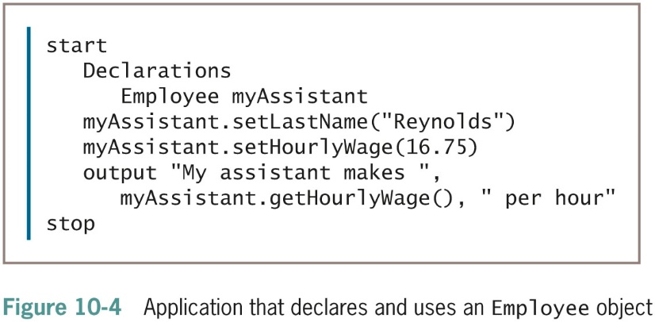 start
Declarations
Employee myAssistant
myAssistant.setLastName("Reynolds")
myAssistant.setHourlyWage(16.75)
output "My assistant makes ",
myAssistant.getHourlyWage(), " per hour"
stop
Figure 10-4 Application that declares and uses an Employee object